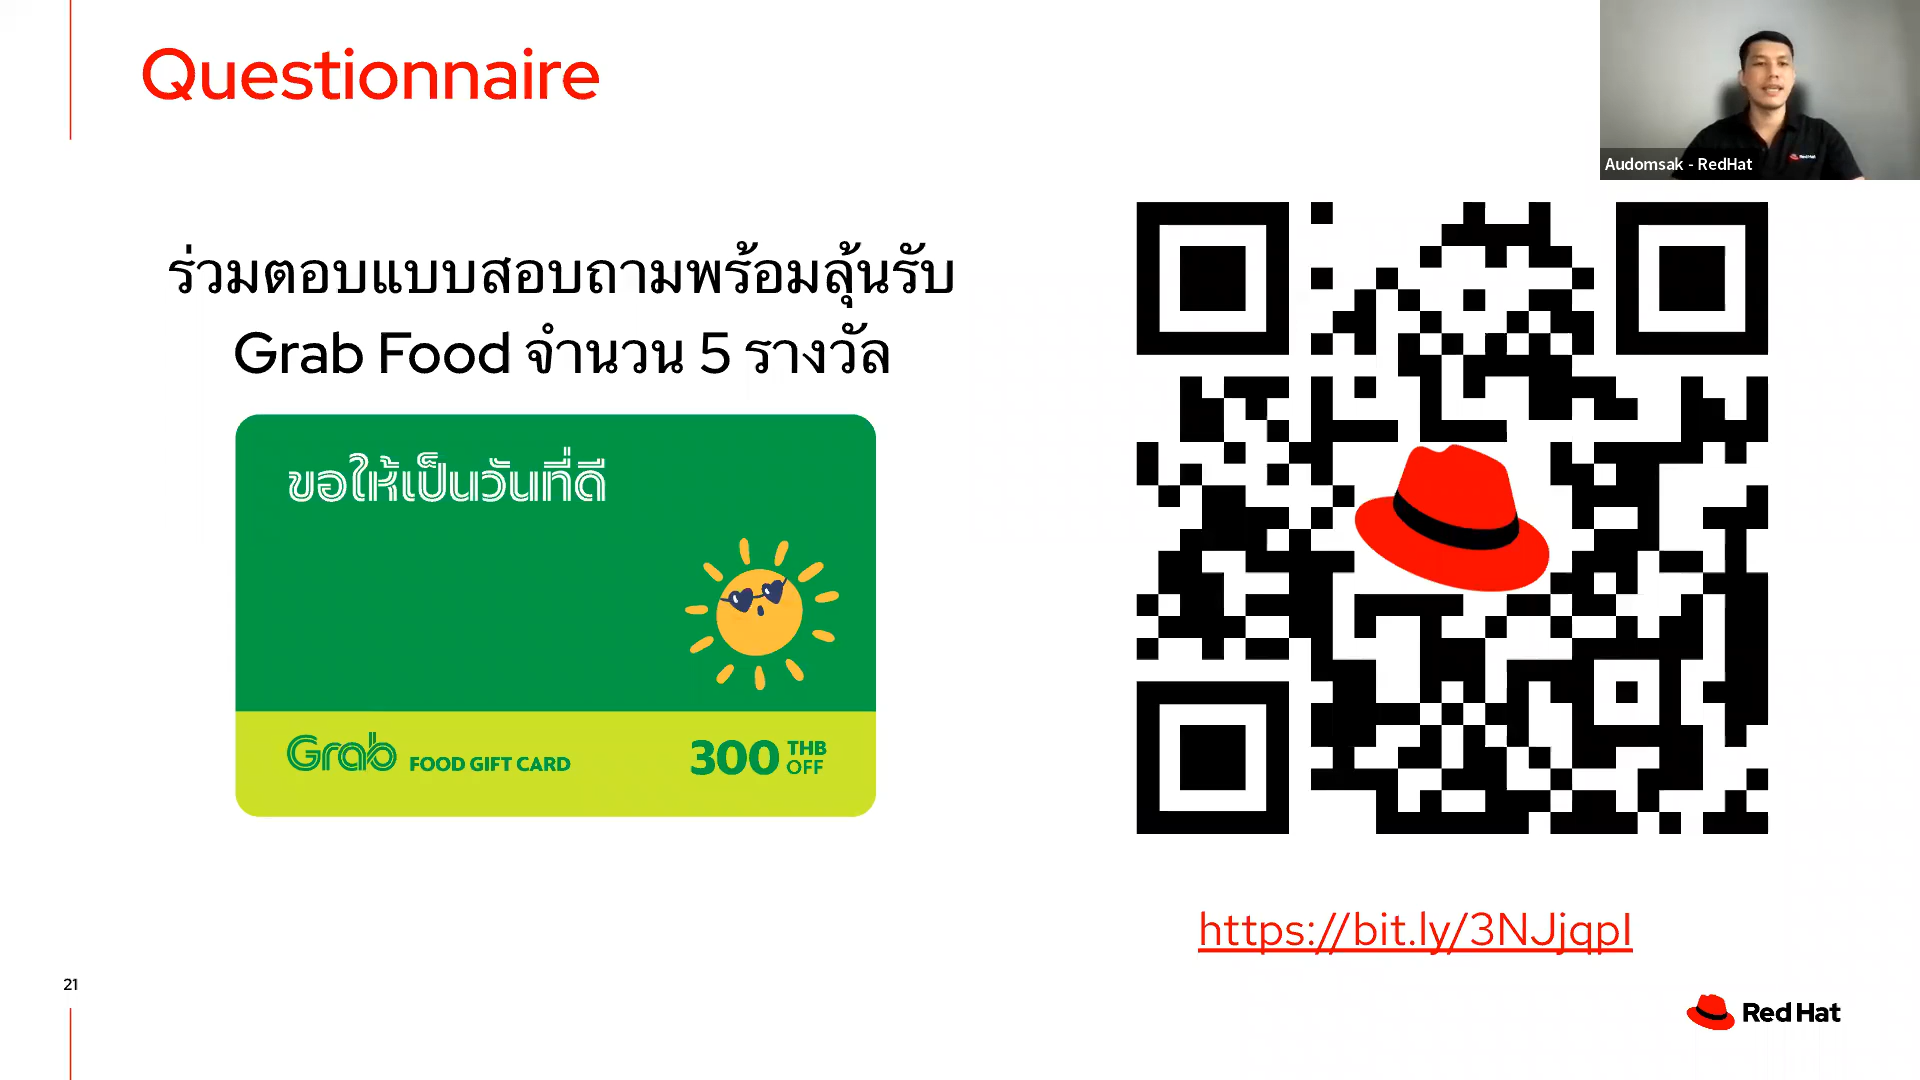 Questionnaire
Audomsak - RedHat
RedHat
ร่วมตอบแบบสอบถามพร้อมลุ้นรับ
Grab Food จำนวน 5 รางวัล
ขอให้เป็นวันที่ดี
Grab FOOD GIFT CARD
300 THB OFF
https://bit.ly/3NJjqpI
21
Red Hat